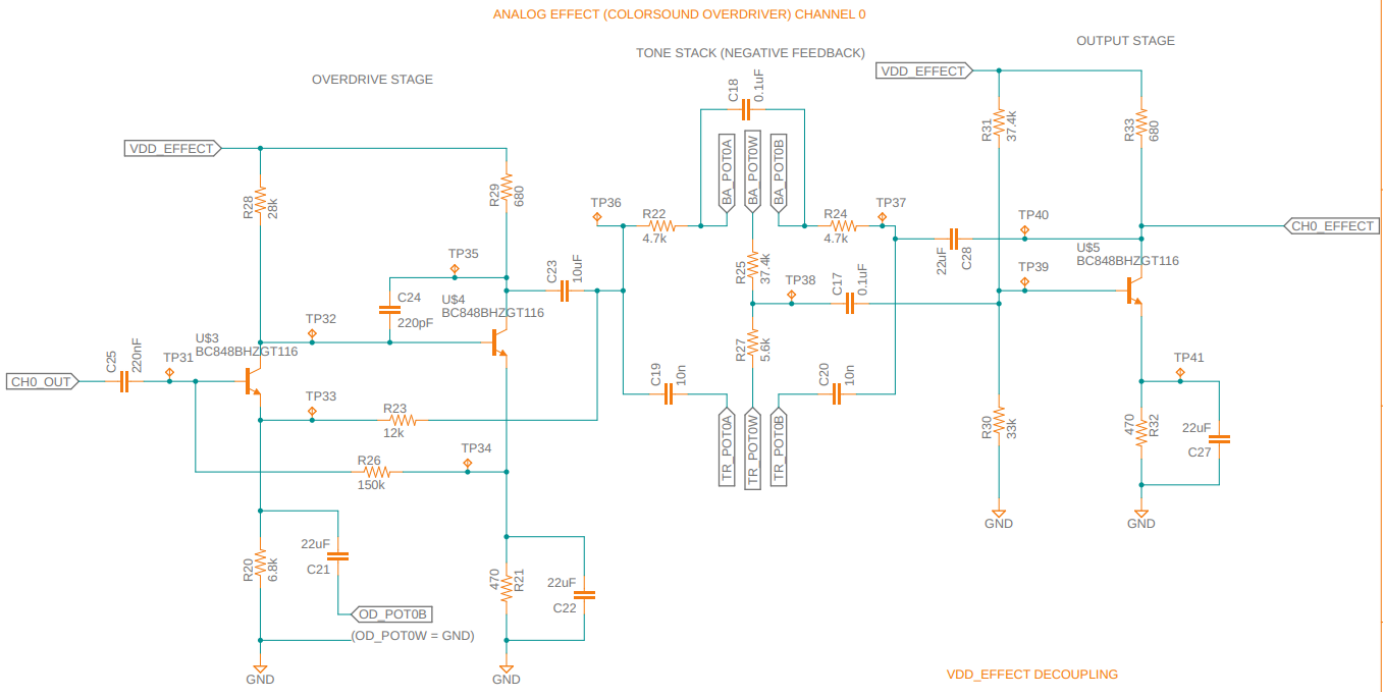 ANALOG EFFECT (COLORSOUND OVERDRIVER) CHANNEL 0
OVERDRIVE STAGE
TONE STACK (NEGATIVE FEEDBACK)
OUTPUT STAGE
VDD_EFFECT
R28
28k
R29
680
TP35
C24
220pF
U$4
BC848BHZGT116
C23
10uF
TP32
U$3
BC848BHZGT116
C25
220nF
TP31
CH0_OUT
TP33
R23
12k
R26
150k
TP34
R20
6.8k
22uF
C21
OD_POT0B
(OD_POT0W = GND)
470
R21
22uF
C22
GND
GND
C18
0.1uF
BA_POT0A
BA_POT0W
BA_POT0B
TP36
R22
4.7k
R24
4.7k
TP37
R25
37.4k
TP38
C17
0.1uF
R27
5.6k
C19
10n
C20
10n
TR_POT0A
TR_POT0W
TR_POT0B
VDD_EFFECT
R31
37.4k
R33
680
22uF
C28
TP40
TP39
CH0_EFFECT
U$5
BC848BHZGT116
TP41
R30
33k
470
R32
22uF
C27
GND
GND
VDD_EFFECT DECOUPLING